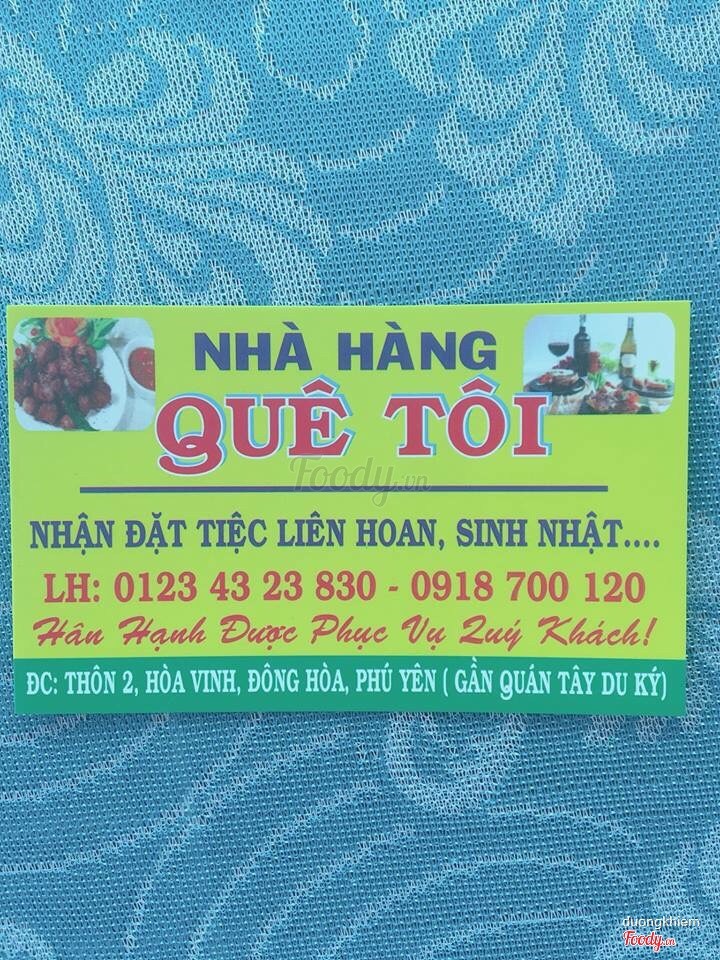 NHÀ HÀNG
QUÊ TÔI
Foody.vn
NHẬN ĐẶT TIỆC LIÊN HOAN, SINH NHẬT....
LH: 0123 43 23 830 - 0918 700 120
Hân Hạnh Được Phục Vụ Quý Khách!
ĐC: THÔN 2, HÒA VINH, ĐÔNG HÒA, PHÚ YÊN ( GẦN QUÁN TÂY DU KÝ)
duongkhiem
Foody.vn